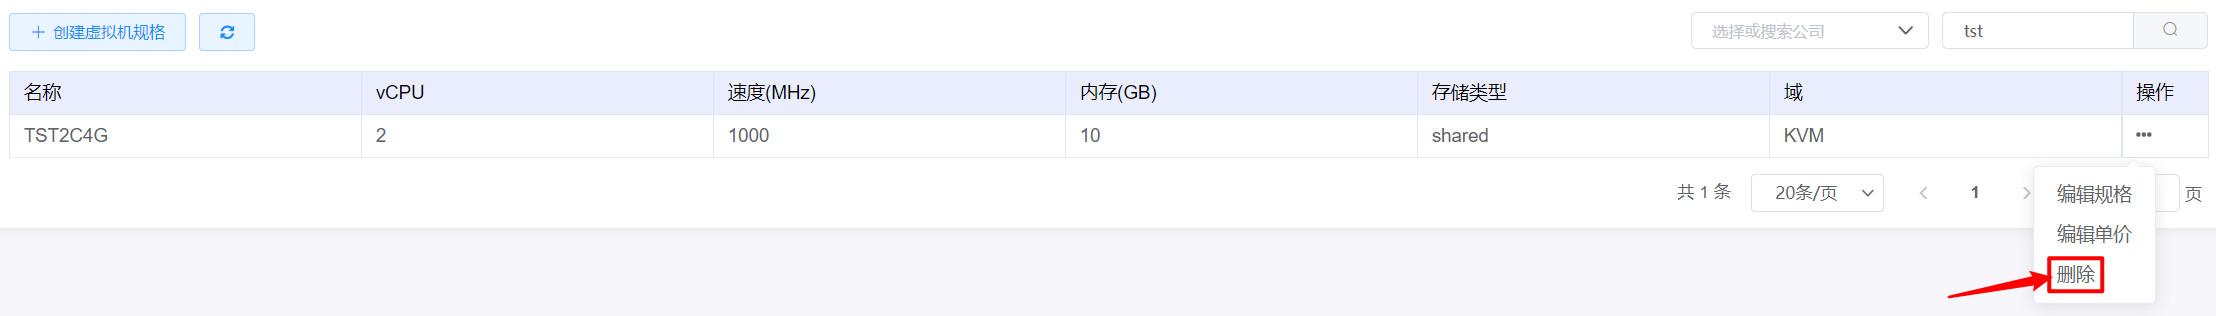 创建虚拟机规格
选择或搜索公司
tst
名称 vCPU 速度(MHz) 内存(GB) 存储类型 域 操作
TST2C4G 2 1000 10 shared KVM •••
共 1 条 20条/页 1 页
编辑规格
编辑单价
删除